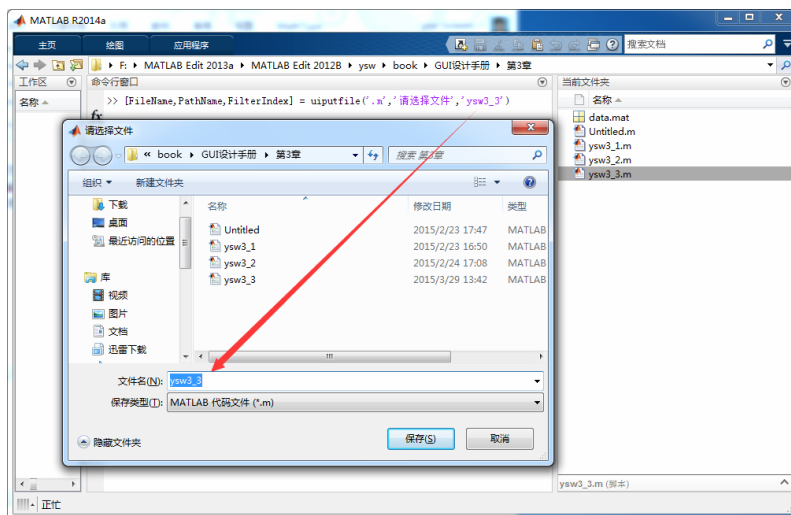 MATLAB R2014a
主页 绘图 应用程序 搜索文档
F: MATLAB Edit 2013a MATLAB Edit 2012B ysw book GUI设计手册 第3章
工作区 命令行窗口 当前文件夹
名称
>> [FileName,PathName,FilterIndex] = uiputfile('.m','请选择文件','ysw3_3')
fx
名称
data.mat
Untitled.m
ysw3_1.m
ysw3_2.m
ysw3_3.m
请选择文件
« book GUI设计手册 第3章 搜索 第3章
组织 新建文件夹
下载
桌面
最近访问的位置
库
视频
图片
文档
迅雷下载
名称 修改日期 类型
Untitled 2015/2/23 17:47 MATLAB
ysw3_1 2015/2/23 16:50 MATLAB
ysw3_2 2015/2/24 17:08 MATLAB
ysw3_3 2015/3/29 13:42 MATLAB
文件名(N): ysw3_3
保存类型(T): MATLAB 代码文件 (*.m)
隐藏文件夹 保存(S) 取消
ysw3_3.m (脚本)
正忙